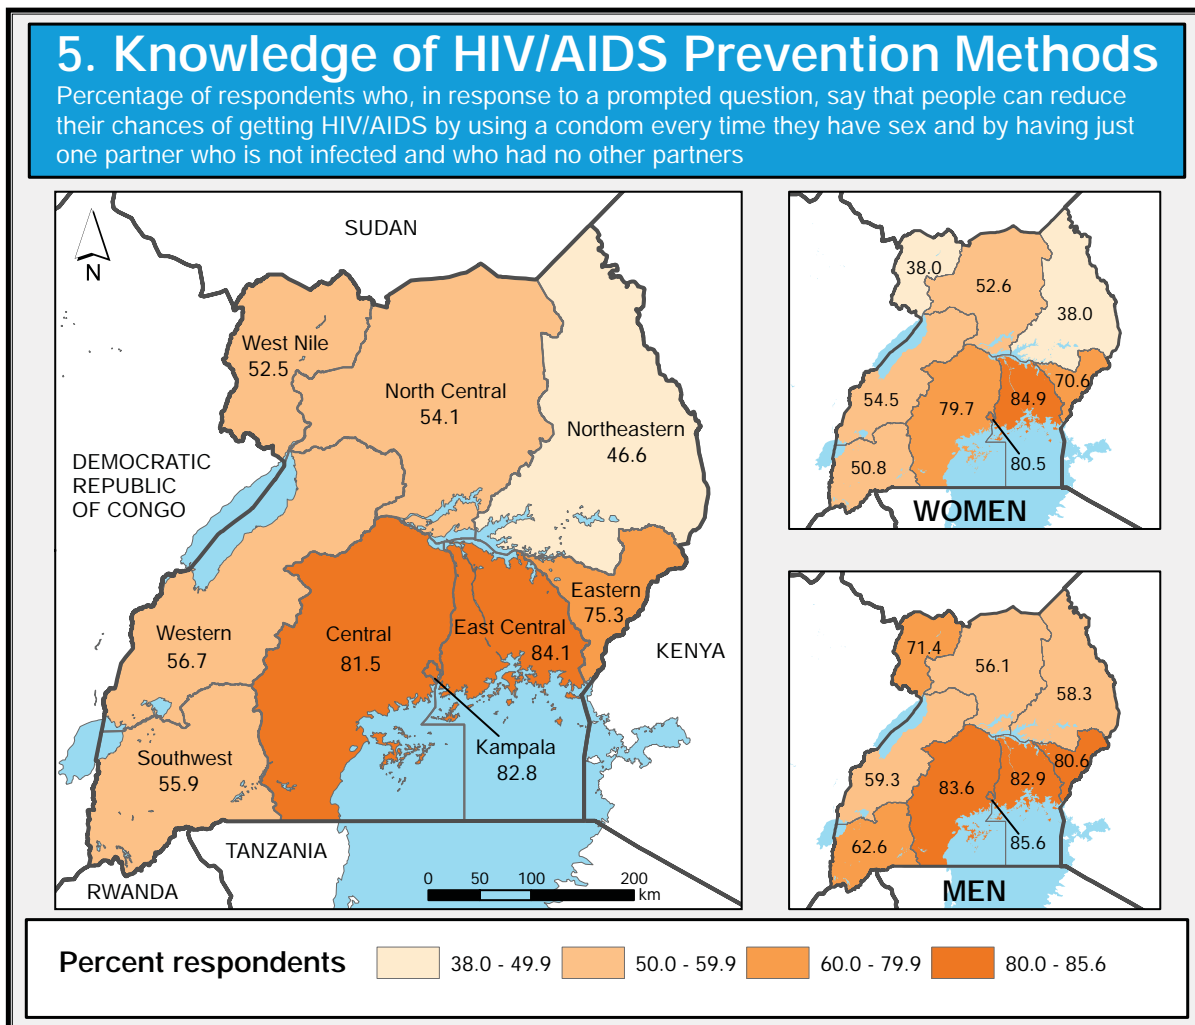 5. Knowledge of HIV/AIDS Prevention Methods
Percentage of respondents who, in response to a prompted question, say that people can reduce
their chances of getting HIV/AIDS by using a condom every time they have sex and by having just
one partner who is not infected and who had no other partners
SUDAN
N
West Nile
52.5
North Central
54.1
Northeastern
46.6
DEMOCRATIC
REPUBLIC
OF CONGO
Eastern
75.3
Western
56.7
Central
81.5
East Central
84.1
KENYA
Kampala
82.8
Southwest
55.9
TANZANIA
RWANDA
0 50 100 200
km
38.0
52.6
38.0
70.6
54.5
79.7
84.9
50.8
80.5
WOMEN
71.4
56.1
58.3
80.6
59.3
83.6
82.9
62.6
85.6
MEN
Percent respondents
38.0 - 49.9
50.0 - 59.9
60.0 - 79.9
80.0 - 85.6